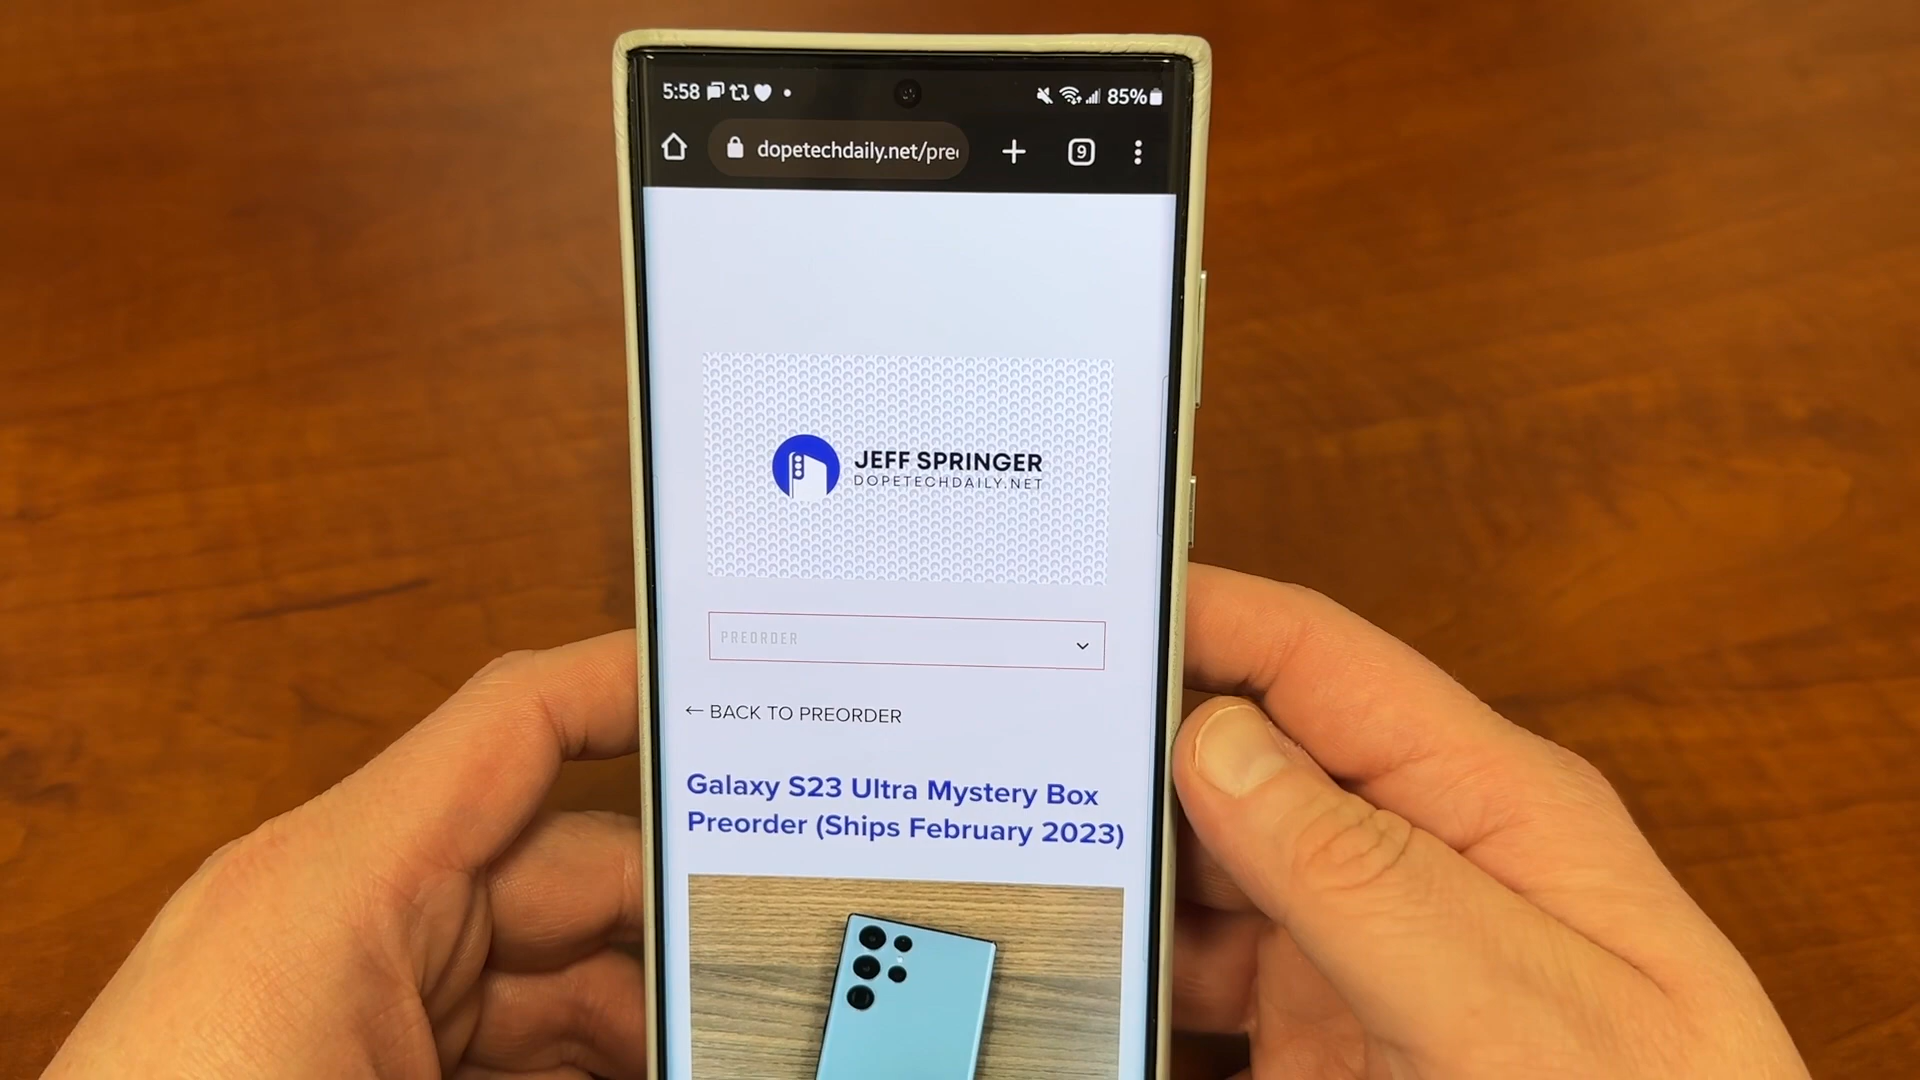 5:58 85%
dopetechdaily.net/pre
9
JEFF SPRINGER
DOPETECHDAILY.NET
PREORDER
← BACK TO PREORDER
Galaxy S23 Ultra Mystery Box
Preorder (Ships February 2023)